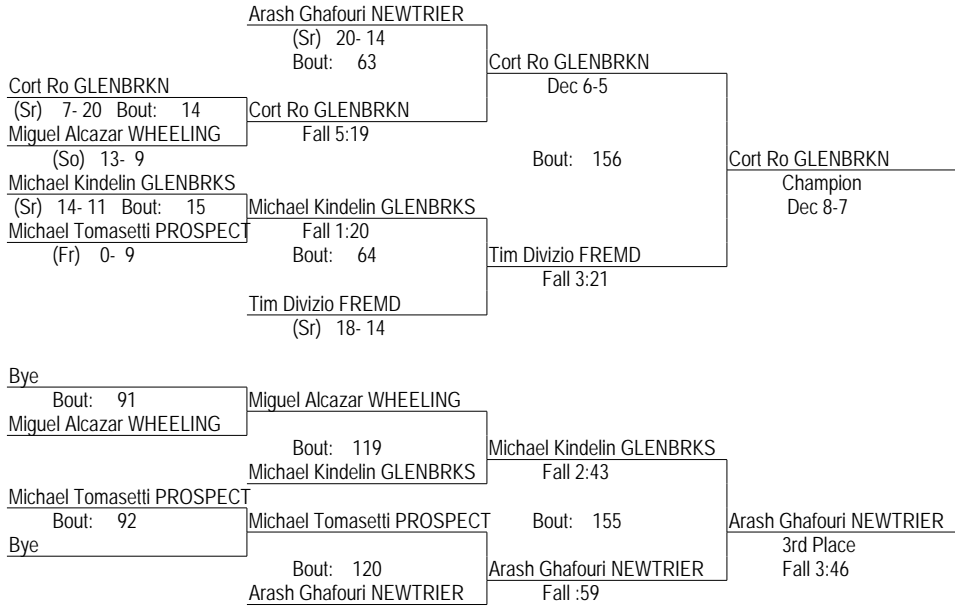 Arash Ghafouri NEWTRIER
(Sr) 20- 14
Bout: 63
Cort Ro GLENBRKN
Dec 6-5
Cort Ro GLENBRKN
(Sr) 7- 20 Bout: 14
Cort Ro GLENBRKN
Miguel Alcazar WHEELING
Fall 5:19
(So) 13- 9
Bout: 156
Cort Ro GLENBRKN
Michael Kindelin GLENBRKS
Champion
(Sr) 14- 11 Bout: 15
Michael Kindelin GLENBRKS
Dec 8-7
Michael Tomasetti PROSPECT
Fall 1:20
(Fr) 0- 9
Bout: 64
Tim Divizio FREMD
Fall 3:21
Tim Divizio FREMD
(Sr) 18- 14
Bye
Bout: 91
Miguel Alcazar WHEELING
Miguel Alcazar WHEELING
Bout: 119
Michael Kindelin GLENBRKS
Michael Kindelin GLENBRKS
Fall 2:43
Michael Tomasetti PROSPECT
Bout: 92
Michael Tomasetti PROSPECT
Bout: 155
Arash Ghafouri NEWTRIER
Bye
3rd Place
Bout: 120
Arash Ghafouri NEWTRIER
Fall 3:46
Arash Ghafouri NEWTRIER
Fall :59